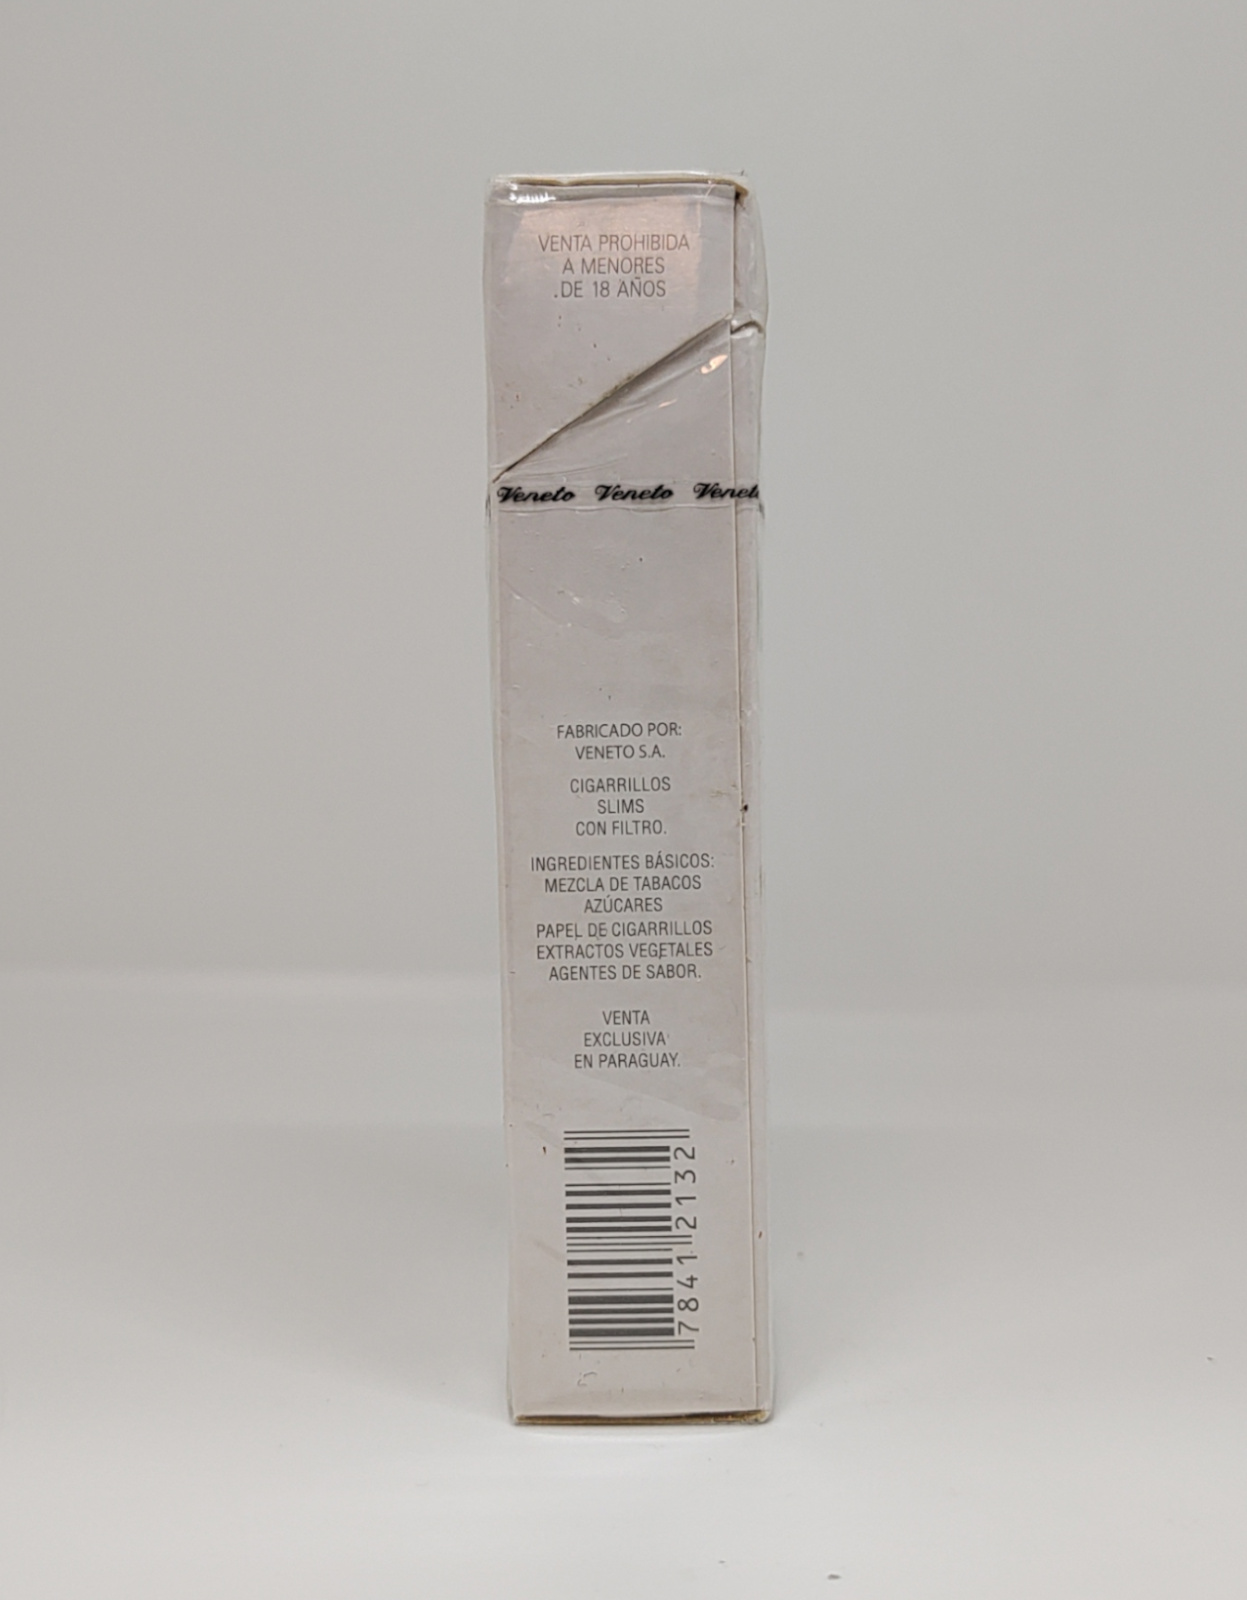 VENTA PROHIBIDA
A MENORES
.DE 18 AÑOS
Veneto Veneto Veneto
FABRICADO POR:
VENETO S.A.
CIGARRILLOS
SLIMS
CON FILTRO.
INGREDIENTES BÁSICOS:
MEZCLA DE TABACOS
AZÚCARES
PAPEL DE CIGARRILLOS
EXTRACTOS VEGETALES
AGENTES DE SABOR.
VENTA
EXCLUSIVA
EN PARAGUAY.
7841 2132